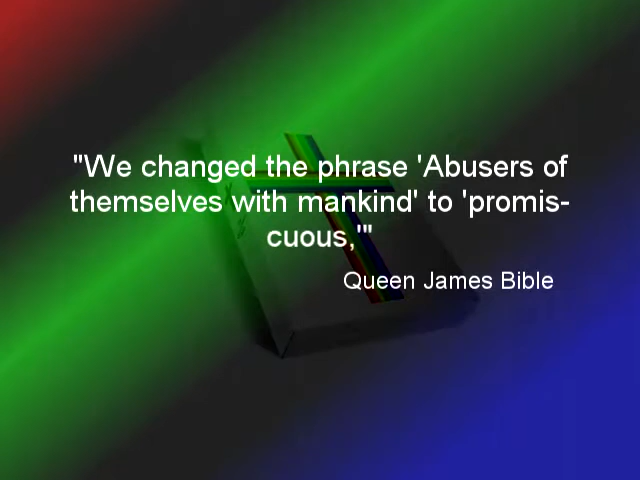 "We changed the phrase 'Abusers of
themselves with mankind' to 'promis-
cuous,'"
Queen James Bible